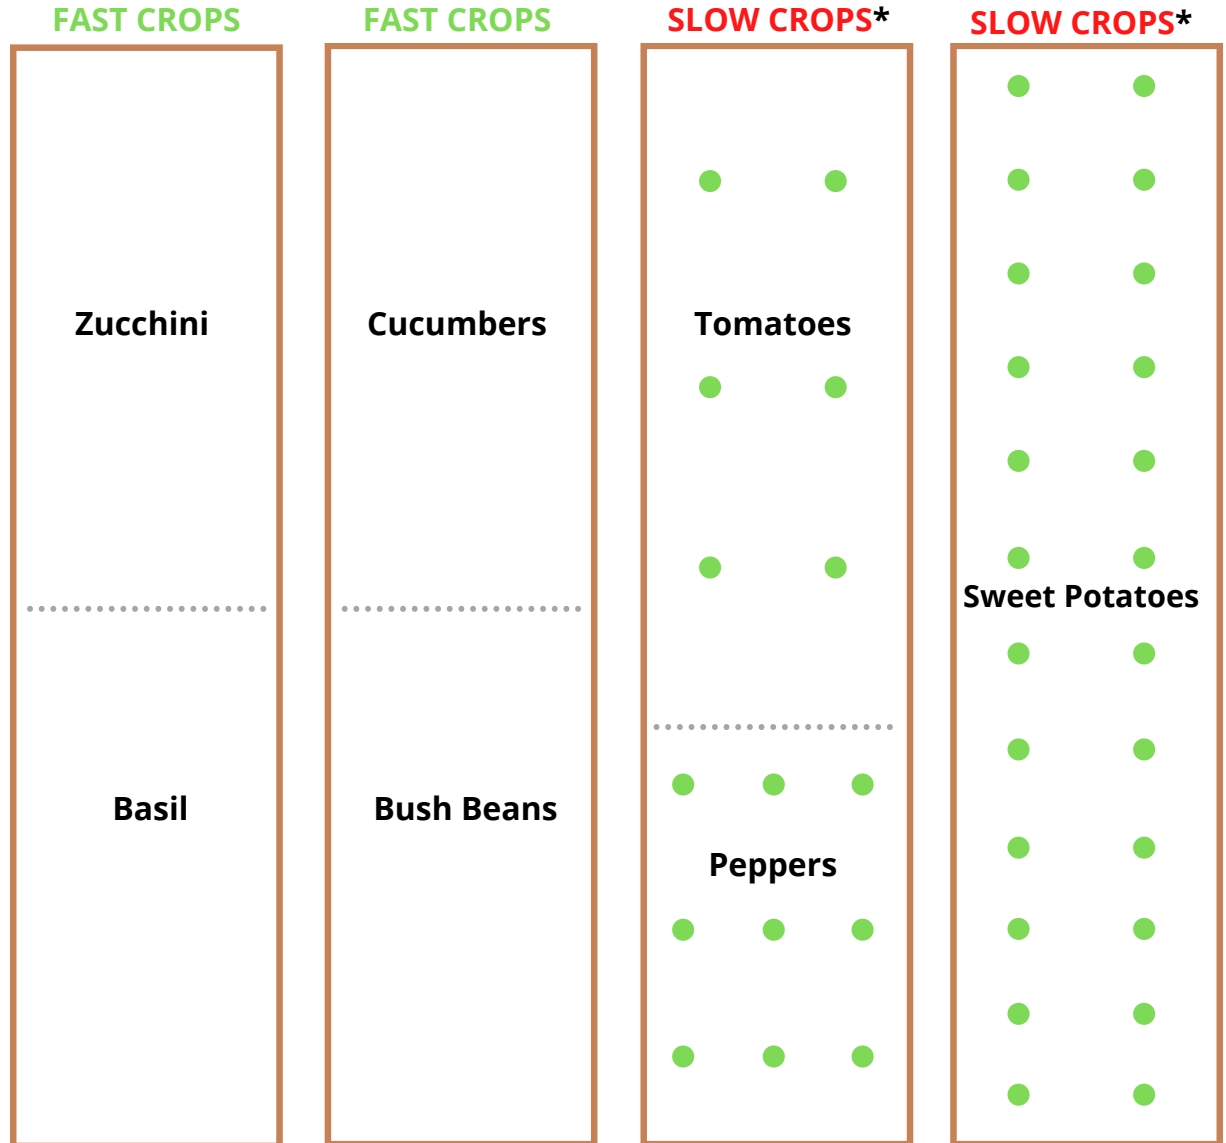 FAST CROPS
FAST CROPS
SLOW CROPS*
SLOW CROPS*
Zucchini
Cucumbers
Tomatoes
Sweet Potatoes
Basil
Bush Beans
Peppers